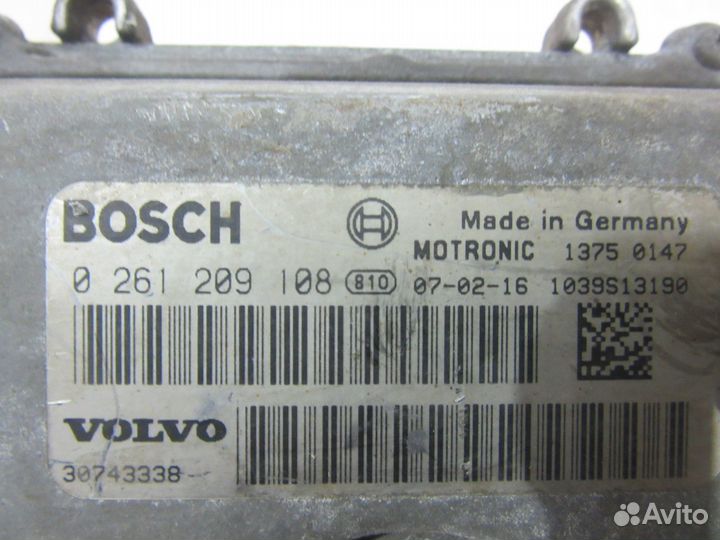 BOSCH Made in Germany
MOTRONIC 1375 0147
0 261 209 108 810 07-02-16 1039S13190
VOLVO
30743338
Avito